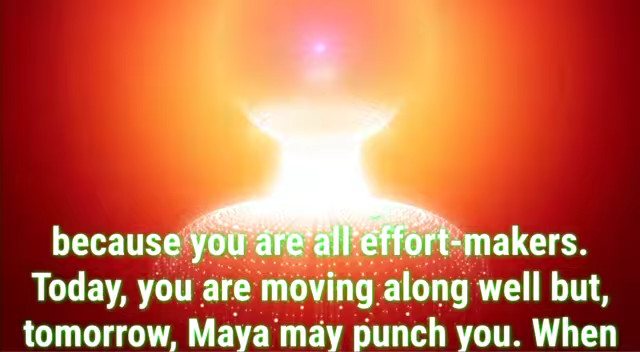 because you are all effort-makers.
Today, you are moving along well but,
tomorrow, Maya may punch you. When